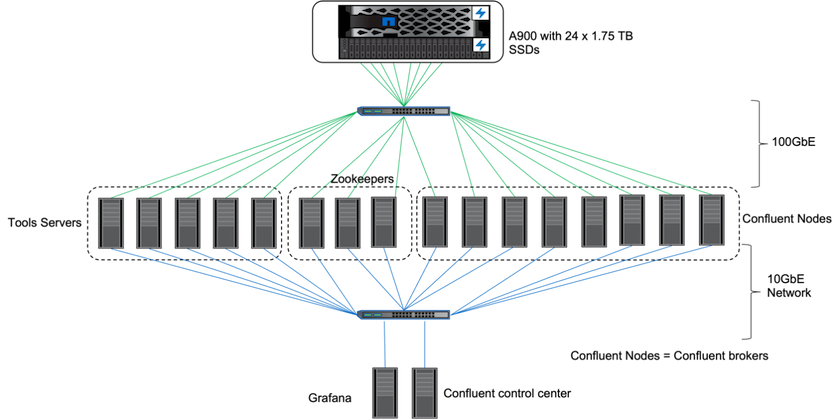 A900 with 24 x 1.75 TB
SSDs
100GbE
Zookeepers
Tools Servers
Confluent Nodes
10GbE
Network
Confluent Nodes = Confluent brokers
Grafana
Confluent control center